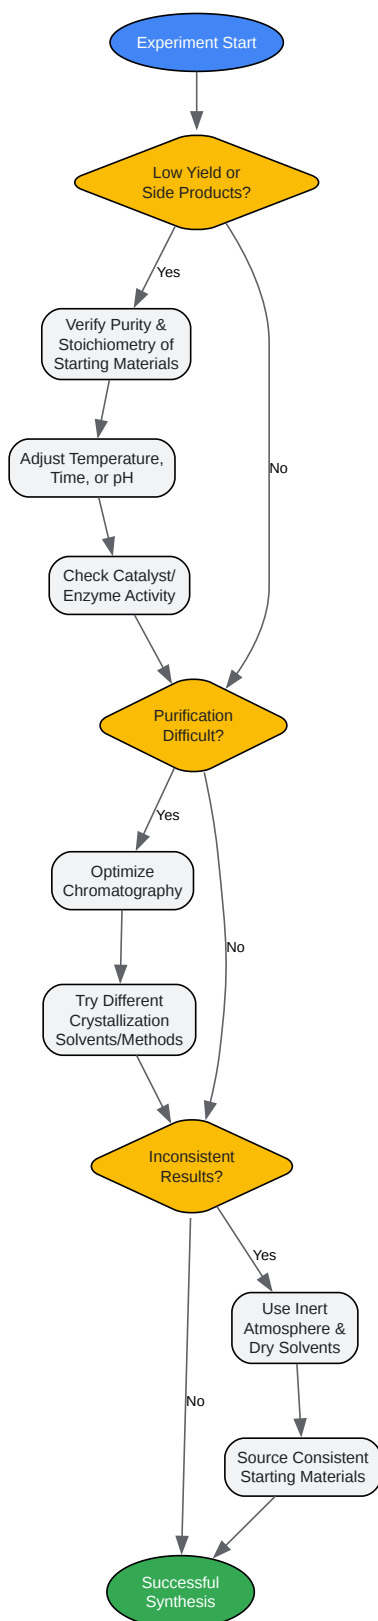 Experiment Start
Low Yield or
Side Products?
Yes
Verify Purity &
Stoichiometry of
Starting Materials
Adjust Temperature,
Time, or pH
No
Check Catalyst/
Enzyme Activity
Purification
Difficult?
Yes
Optimize
Chromatography
No
Try Different
Crystallization
Solvents/Methods
Inconsistent
Results?
Yes
Use Inert
Atmosphere &
Dry Solvents
No
Source Consistent
Starting Materials
Successful
Synthesis